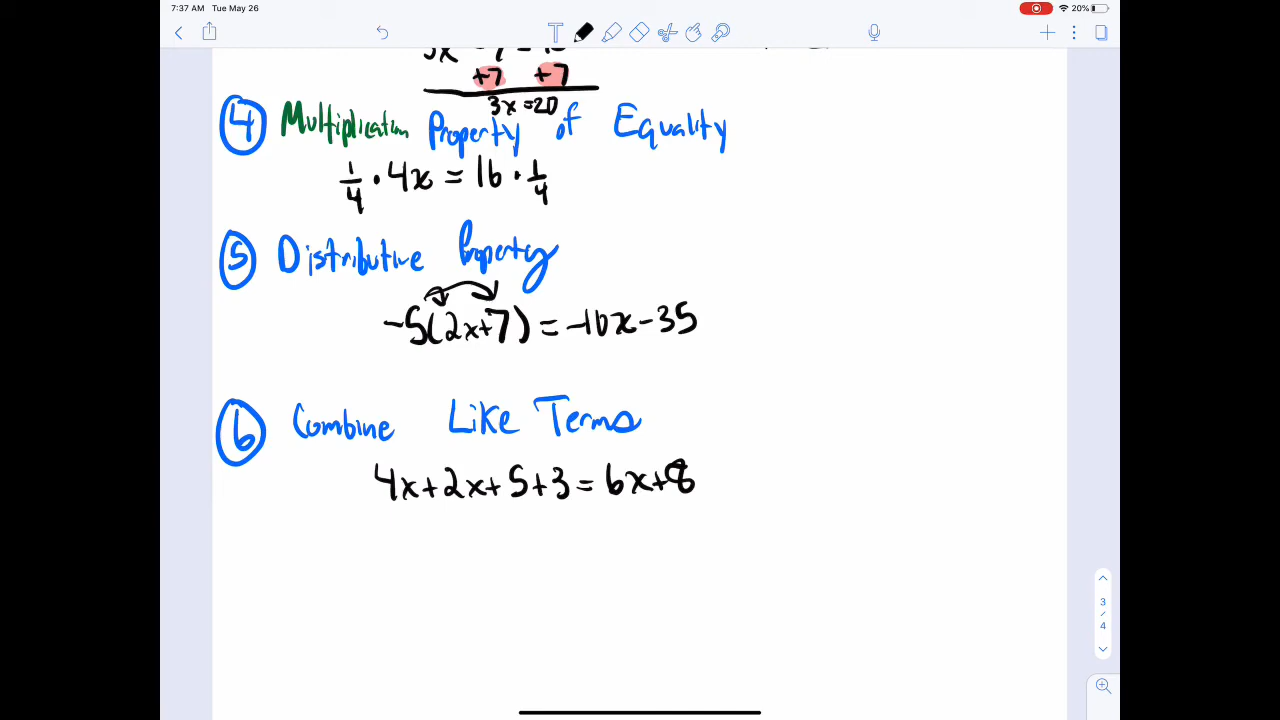 7:37 AM Tue May 26
20%
+7 +7
3x = 20
4 Multiplication Property of Equality
1/4 · 4x = 16 · 1/4
5 Distributive Property
-5(2x+7) = -10x - 35
6 Combine Like Terms
4x+2x+5+3 = 6x+8
3
/
4